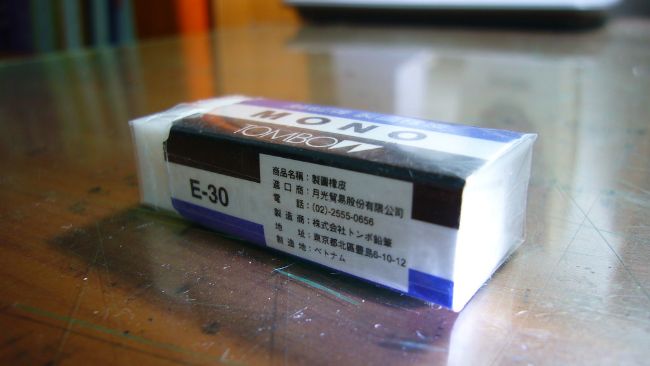 MONO
TOMBOW
E-30
商品名稱：製圖橡皮
進口商：月光貿易股份有限公司
電話：(02)-2555-0656
製造商：株式會社トンボ鉛筆
地址：東京都北區豊島6-10-12
製造地：ベトナム